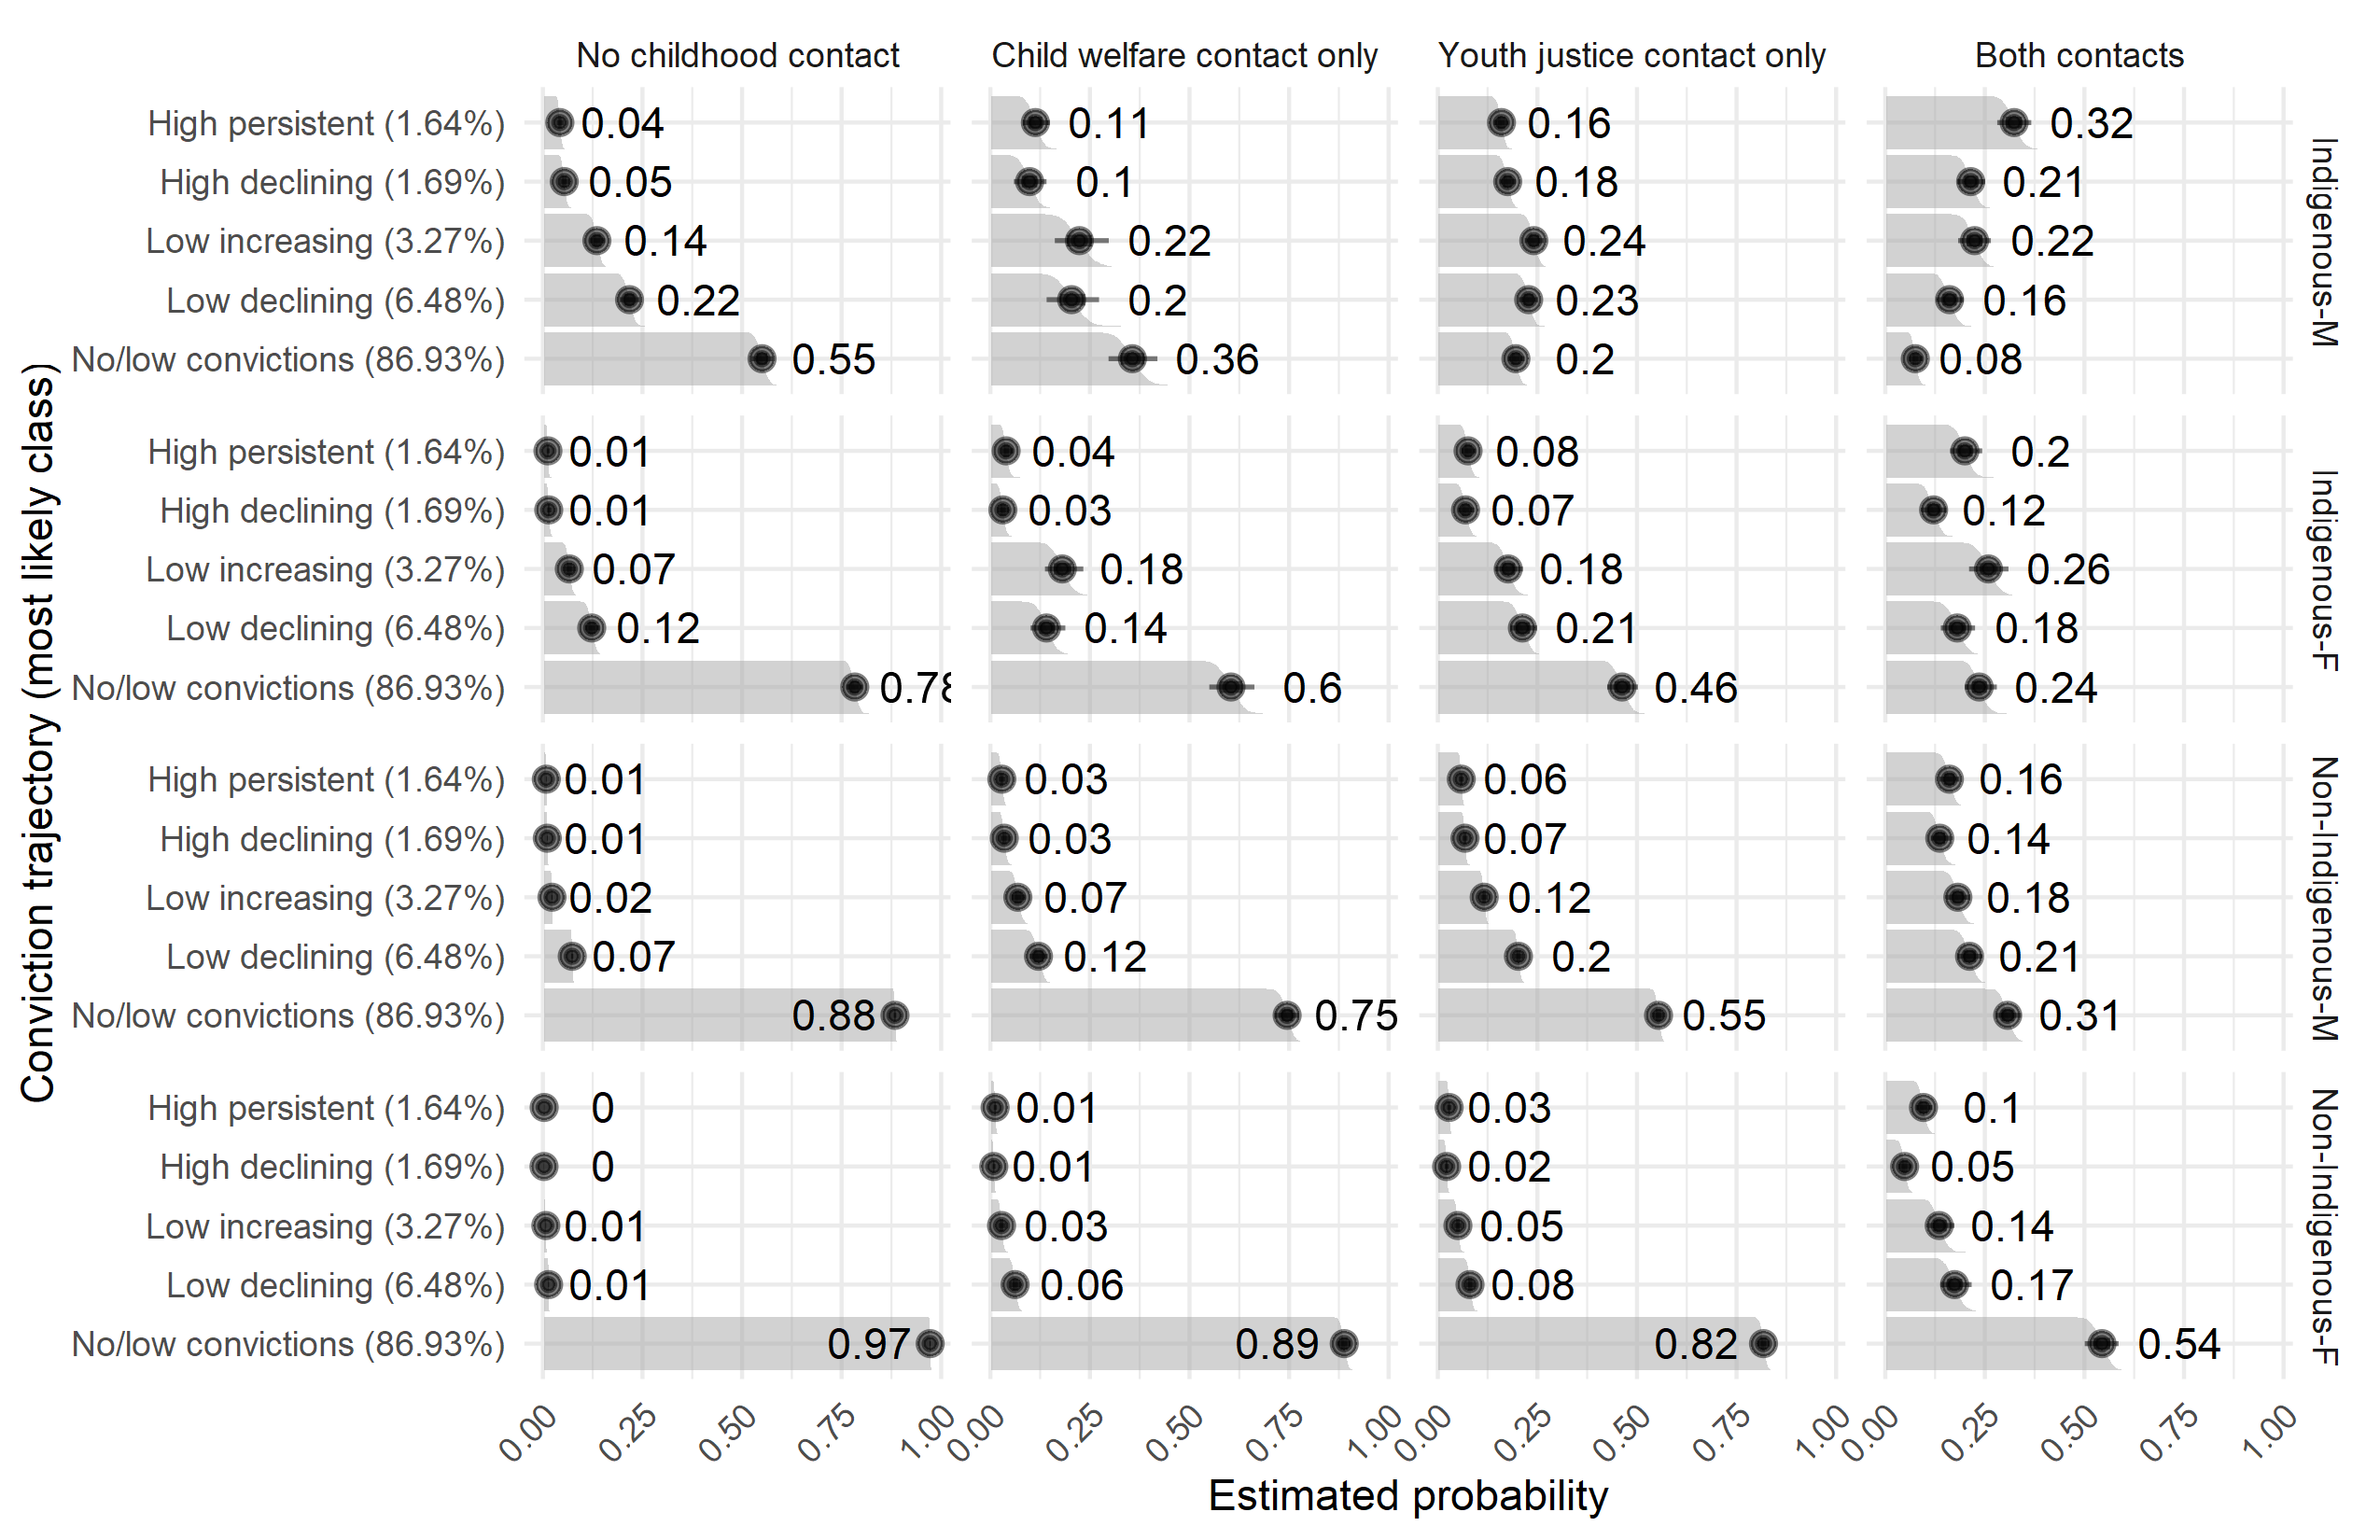 No childhood contact Child welfare contact only Youth justice contact only Both contacts
Conviction trajectory (most likely class)
Indigenous-M
High persistent (1.64%) 0.04 0.11 0.16 0.32
High declining (1.69%) 0.05 0.1 0.18 0.21
Low increasing (3.27%) 0.14 0.22 0.24 0.22
Low declining (6.48%) 0.22 0.2 0.23 0.16
No/low convictions (86.93%) 0.55 0.36 0.2 0.08
Indigenous-F
High persistent (1.64%) 0.01 0.04 0.08 0.2
High declining (1.69%) 0.01 0.03 0.07 0.12
Low increasing (3.27%) 0.07 0.18 0.18 0.26
Low declining (6.48%) 0.12 0.14 0.21 0.18
No/low convictions (86.93%) 0.78 0.6 0.46 0.24
Non-Indigenous-M
High persistent (1.64%) 0.01 0.03 0.06 0.16
High declining (1.69%) 0.01 0.03 0.07 0.14
Low increasing (3.27%) 0.02 0.07 0.12 0.18
Low declining (6.48%) 0.07 0.12 0.2 0.21
No/low convictions (86.93%) 0.88 0.75 0.55 0.31
Non-Indigenous-F
High persistent (1.64%) 0 0.01 0.03 0.1
High declining (1.69%) 0 0.01 0.02 0.05
Low increasing (3.27%) 0.01 0.03 0.05 0.14
Low declining (6.48%) 0.01 0.06 0.08 0.17
No/low convictions (86.93%) 0.97 0.89 0.82 0.54
0.00 0.25 0.50 0.75 1.00 0.00 0.25 0.50 0.75 1.00 0.00 0.25 0.50 0.75 1.00 0.00 0.25 0.50 0.75 1.00
Estimated probability